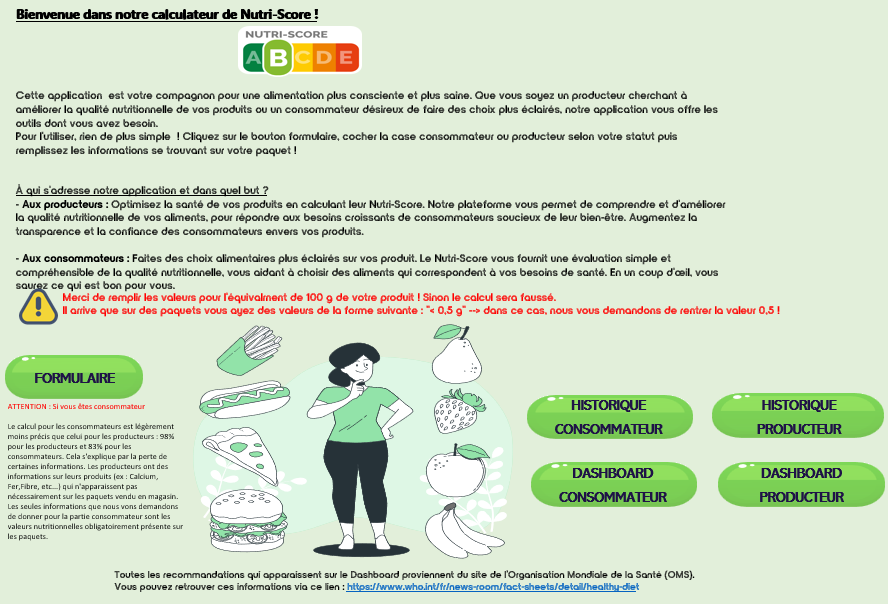 Bienvenue dans notre calculateur de Nutri-Score !
NUTRI-SCORE
A B C D E
Cette application est votre compagnon pour une alimentation plus consciente et plus saine. Que vous soyez un producteur cherchant à
améliorer la qualité nutritionnelle de vos produits ou un consommateur désireux de faire des choix plus éclairés, notre application vous offre les
outils dont vous avez besoin.
Pour l'utiliser, rien de plus simple ! Cliquez sur le bouton formulaire, cocher la case consommateur ou producteur selon votre statut puis
remplissez les informations se trouvant sur votre paquet !
À qui s'adresse notre application et dans quel but ?
- Aux producteurs : Optimisez la santé de vos produits en calculant leur Nutri-Score. Notre plateforme vous permet de comprendre et d'améliorer
la qualité nutritionnelle de vos aliments, pour répondre aux besoins croissants de consommateurs soucieux de leur bien-être. Augmentez la
transparence et la confiance des consommateurs envers vos produits.
- Aux consommateurs : Faites des choix alimentaires plus éclairés sur vos produit. Le Nutri-Score vous fournit une évaluation simple et
compréhensible de la qualité nutritionnelle, vous aidant à choisir des aliments qui correspondent à vos besoins de santé. En un coup d'œil, vous
saurez ce qui est bon pour vous.
Merci de remplir les valeurs pour l'équivalment de 100 g de votre produit ! Sinon le calcul sera faussé.
Il arrive que sur des paquets vous ayez des valeurs de la forme suivante : "< 0,5 g" --> dans ce cas, nous vous demandons de rentrer la valeur 0,5 !
FORMULAIRE
ATTENTION : Si vous êtes consommateur
Le calcul pour les consommateurs est légèrement
moins précis que celui pour les producteurs : 98%
pour les producteurs et 83% pour les
consommateurs. Cela s'explique par la perte de
certaines informations. Les producteurs ont des
informations sur leurs produits (ex : Calcium,
Fer,Fibre, etc...) qui n'apparaissent pas
nécessairement sur les paquets vendu en magasin.
Les seules informations que nous vons demandons
de donner pour la partie consommateur sont les
valeurs nutritionnelles obligatoirement présente sur
les paquets.
HISTORIQUE
CONSOMMATEUR
HISTORIQUE
PRODUCTEUR
DASHBOARD
CONSOMMATEUR
DASHBOARD
PRODUCTEUR
Toutes les recommandations qui apparaissent sur le Dashboard proviennent du site de l'Organisation Mondiale de la Santé (OMS).
Vous pouvez retrouver ces informations via ce lien : https://www.who.int/fr/news-room/fact-sheets/detail/healthy-diet